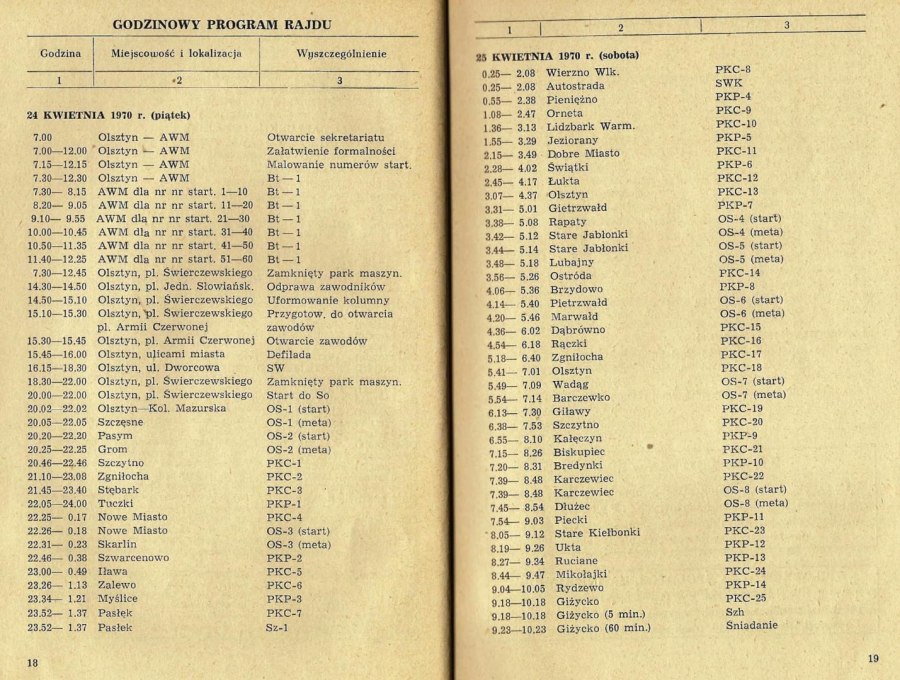 GODZINOWY PROGRAM RAJDU
Godzina Miejscowość i lokalizacja Wyszczególnienie
1 2 3
24 KWIETNIA 1970 r. (piątek)
7.00 Olsztyn — AWM Otwarcie sekretariatu
7.00—12.00 Olsztyn — AWM Załatwienie formalności
7.15—12.15 Olsztyn — AWM Malowanie numerów start.
7.30—12.30 Olsztyn — AWM Bt — 1
7.30— 8.15 AWM dla nr nr start. 1—10 Bt — 1
8.20— 9.05 AWM dla nr nr start. 11—20 Bt — 1
9.10— 9.55 AWM dla nr nr start. 21—30 Bt — 1
10.00—10.45 AWM dla nr nr start. 31—40 Bt — 1
10.50—11.35 AWM dla nr nr start. 41—50 Bt — 1
11.40—12.25 AWM dla nr nr start. 51—60 Bt — 1
7.30—12.45 Olsztyn, pl. Świerczewskiego Zamknięty park maszyn.
14.30—14.50 Olsztyn, pl. Jedn. Słowiańsk. Odprawa zawodników
14.50—15.10 Olsztyn, pl. Świerczewskiego Uformowanie kolumny
15.10—15.30 Olsztyn, pl. Świerczewskiego Przygotow. do otwarcia
pl. Armii Czerwonej zawodów
15.30—15.45 Olsztyn, pl. Armii Czerwonej Otwarcie zawodów
15.45—16.00 Olsztyn, ulicami miasta Defilada
16.15—18.30 Olsztyn, ul. Dworcowa SW
18.30—22.00 Olsztyn, pl. Świerczewskiego Zamknięty park maszyn.
20.00—22.00 Olsztyn, pl. Świerczewskiego Start do So
20.02—22.02 Olsztyn—Kol. Mazurska OS-1 (start)
20.05—22.05 Szczęsne OS-1 (meta)
20.20—22.20 Pasym OS-2 (start)
20.25—22.25 Grom OS-2 (meta)
20.46—22.46 Szczytno PKC-1
21.10—23.08 Zgniłocha PKC-2
21.45—23.40 Stębark PKC-3
22.05—24.00 Tuczki PKP-1
22.25— 0.17 Nowe Miasto PKC-4
22.26— 0.18 Nowe Miasto OS-3 (start)
22.31— 0.23 Skarlin OS-3 (meta)
22.46— 0.38 Szwarcenowo PKP-2
23.00— 0.49 Iława PKC-5
23.26— 1.13 Zalewo PKC-6
23.34— 1.21 Myślice PKP-3
23.52— 1.37 Pasłęk PKC-7
23.52— 1.37 Pasłek Sz-1
18
1 2 3
25 KWIETNIA 1970 r. (sobota)
0.25— 2.08 Wierzno Wlk. PKC-8
0.25— 2.08 Autostrada SWK
0.55— 2.38 Pieniężno PKP-4
1.08— 2.47 Orneta PKC-9
1.36— 3.13 Lidzbark Warm. PKC-10
1.55— 3.29 Jeziorany PKP-5
2.15— 3.49 Dobre Miasto PKC-11
2.28— 4.02 Świątki PKP-6
2.45— 4.17 Łukta PKC-12
3.07— 4.37 Olsztyn PKC-13
3.31— 5.01 Gietrzwałd PKP-7
3.38— 5.08 Rapaty OS-4 (start)
3.42— 5.12 Stare Jabłonki OS-4 (meta)
3.44— 5.14 Stare Jabłonki OS-5 (start)
3.48— 5.18 Lubajny OS-5 (meta)
3.56— 5.26 Ostróda PKC-14
4.06— 5.36 Brzydowo PKP-8
4.14— 5.40 Pietrzwałd OS-6 (start)
4.20— 5.46 Marwałd OS-6 (meta)
4.36— 6.02 Dąbrówno PKC-15
4.54— 6.18 Rączki PKC-16
5.18— 6.40 Zgniłocha PKC-17
5.41— 7.01 Olsztyn PKC-18
5.49— 7.09 Wadąg OS-7 (start)
5.54— 7.14 Barczewko OS-7 (meta)
6.13— 7.30 Giławy PKC-19
6.38— 7.53 Szczytno PKC-20
6.55— 8.10 Kałęczyn PKP-9
7.15— 8.26 Biskupiec PKC-21
7.20— 8.31 Bredynki PKP-10
7.39— 8.48 Karczewiec PKC-22
7.39— 8.48 Karczewiec OS-8 (start)
7.45— 8.54 Dłużec OS-8 (meta)
7.54— 9.03 Piecki PKP-11
8.05— 9.12 Stare Kiełbonki PKC-23
8.19— 9.26 Ukta PKP-12
8.27— 9.34 Ruciane PKP-13
8.44— 9.47 Mikołajki PKC-24
9.04—10.05 Rydzewo PKP-14
9.18—10.18 Giżycko PKC-25
9.18—10.18 Giżycko (5 min.) Szh
9.23—10.23 Giżycko (60 min.) Śniadanie
19